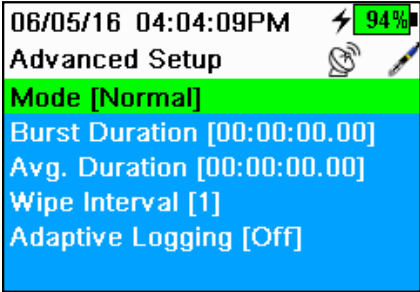 06/05/16 04:04:09PM 94%
Advanced Setup
Mode [Normal]
Burst Duration [00:00:00.00]
Avg. Duration [00:00:00.00]
Wipe Interval [1]
Adaptive Logging [Off]